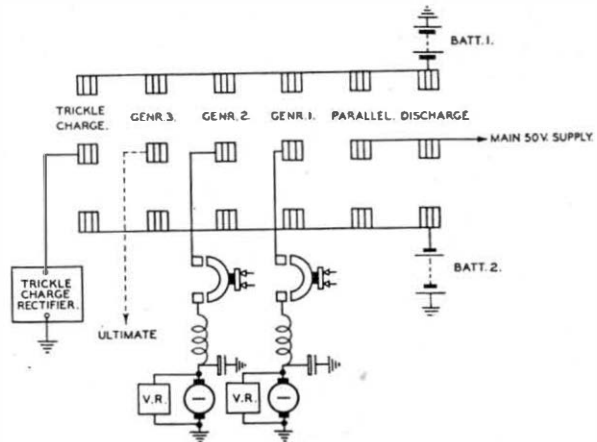 BATT. 1.
TRICKLE
CHARGE.
GENR. 3.
GENR. 2.
GENR. 1.
PARALLEL.
DISCHARGE
MAIN 50V. SUPPLY.
BATT. 2.
TRICKLE
CHARGE
RECTIFIER.
ULTIMATE
V.R.
V.R.